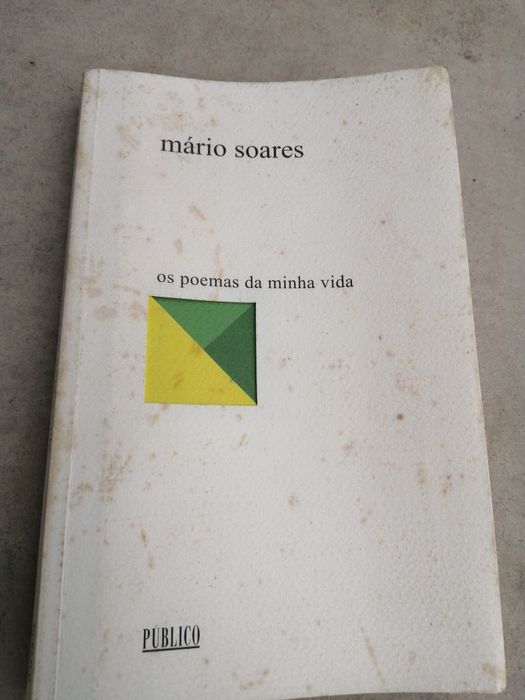 mário soares
os poemas da minha vida
PÚBLICO